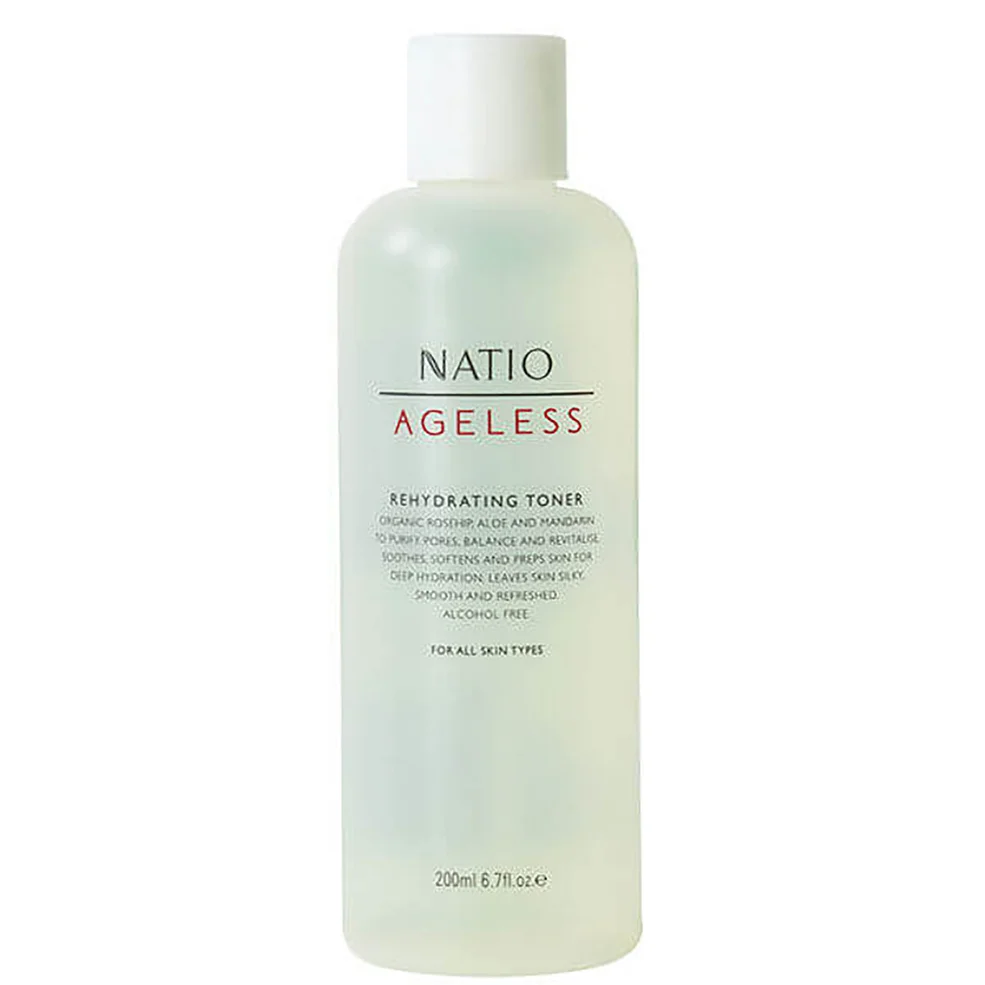 NATIO
AGELESS
REHYDRATING TONER
ORGANIC ROSEHIP, ALOE AND MANDARIN
TO PURIFY PORES, BALANCE AND REVITALISE.
SOOTHES, SOFTENS AND PREPS SKIN FOR
DEEP HYDRATION. LEAVES SKIN SILKY,
SMOOTH AND REFRESHED.
ALCOHOL FREE
FOR ALL SKIN TYPES
200ml 6.7fl.oz.e